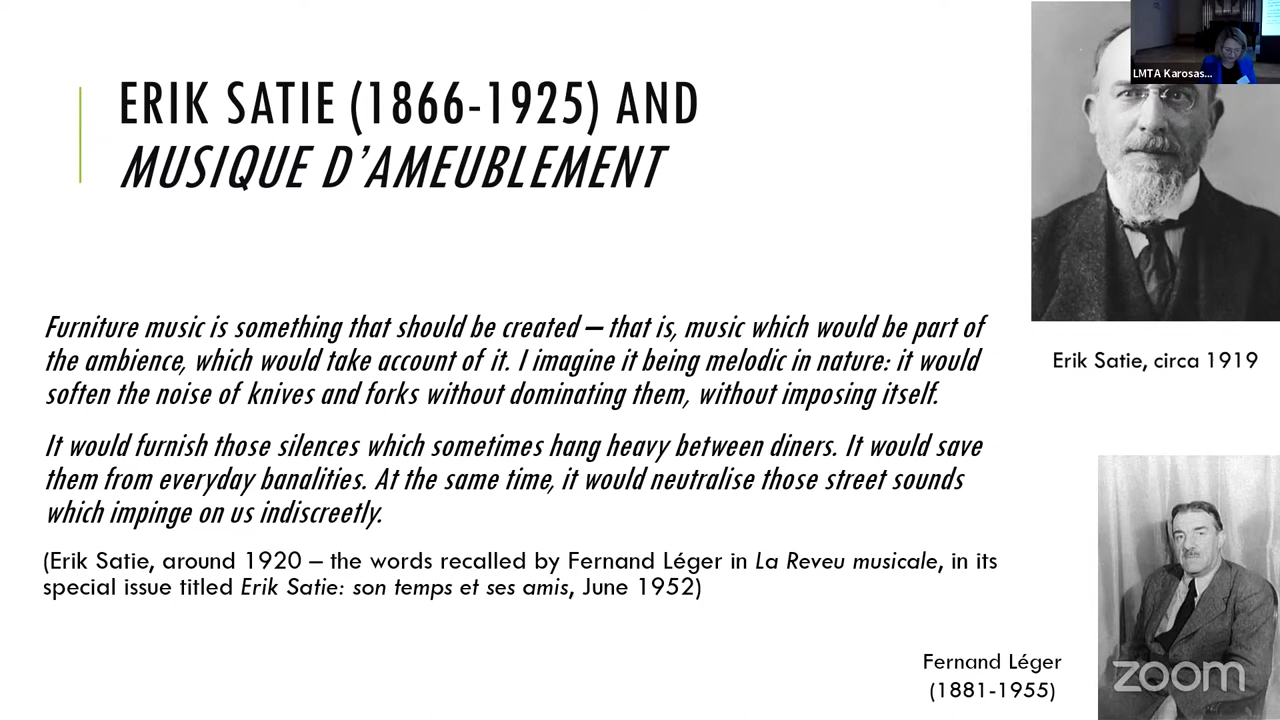 LMTA Karosas...
ERIK SATIE (1866-1925) AND
MUSIQUE D'AMEUBLEMENT
Furniture music is something that should be created – that is, music which would be part of
the ambience, which would take account of it. I imagine it being melodic in nature: it would
soften the noise of knives and forks without dominating them, without imposing itself.
It would furnish those silences which sometimes hang heavy between diners. It would save
them from everyday banalities. At the same time, it would neutralise those street sounds
which impinge on us indiscreetly.
(Erik Satie, around 1920 – the words recalled by Fernand Léger in La Reveu musicale, in its
special issue titled Erik Satie: son temps et ses amis, June 1952)
Erik Satie, circa 1919
Fernand Léger
(1881-1955)
zoom